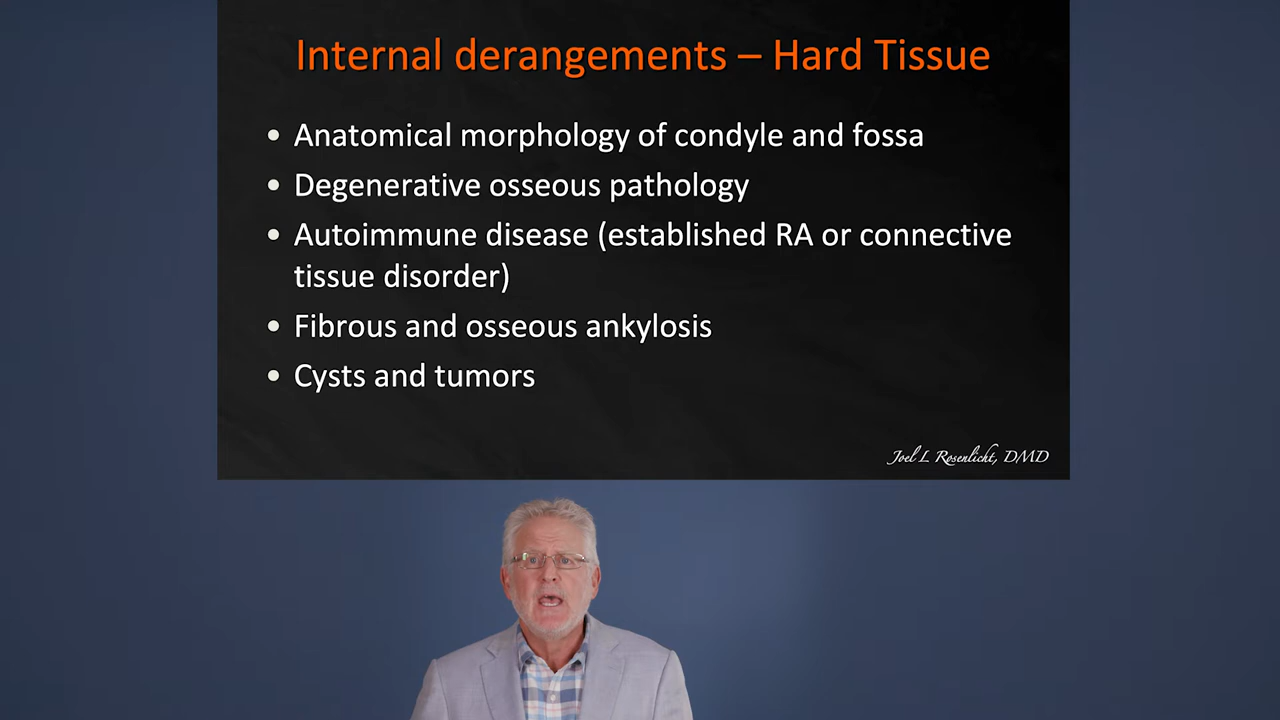 Internal derangements – Hard Tissue
• Anatomical morphology of condyle and fossa
• Degenerative osseous pathology
• Autoimmune disease (established RA or connective
tissue disorder)
• Fibrous and osseous ankylosis
• Cysts and tumors
Joel L Rosenlicht, DMD